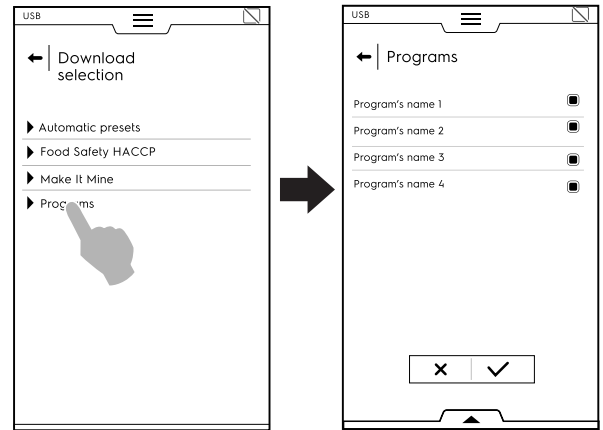 USB
Download
selection
Automatic presets
Food Safety HACCP
Make It Mine
Programs
USB
Programs
Program's name 1
Program's name 2
Program's name 3
Program's name 4